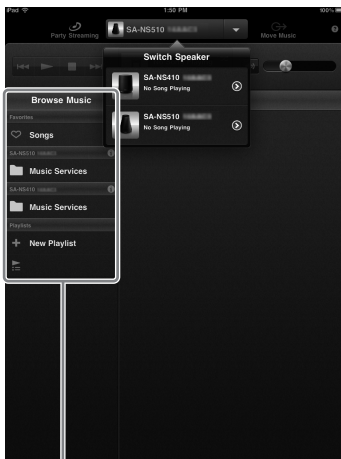 iPad 1:50 PM 100%
Party Streaming SA-NS510 Move Music
Switch Speaker
SA-NS410
No Song Playing
SA-NS510
No Song Playing
Browse Music
Favorites
Songs
SA-NS510
Music Services
SA-NS410
Music Services
Playlists
New Playlist